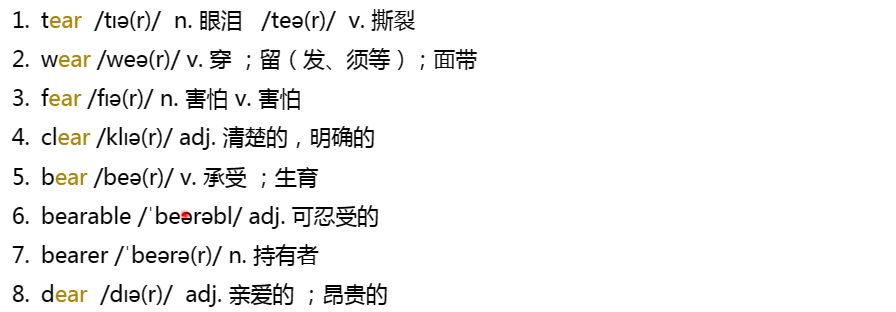 1. tear /tɪə(r)/ n. 眼泪 /teə(r)/ v. 撕裂
2. wear /weə(r)/ v. 穿 ；留（发、须等）；面带
3. fear /fɪə(r)/ n. 害怕 v. 害怕
4. clear /klɪə(r)/ adj. 清楚的，明确的
5. bear /beə(r)/ v. 承受 ；生育
6. bearable /ˈbeərəbl/ adj. 可忍受的
7. bearer /ˈbeərə(r)/ n. 持有者
8. dear /dɪə(r)/ adj. 亲爱的 ；昂贵的